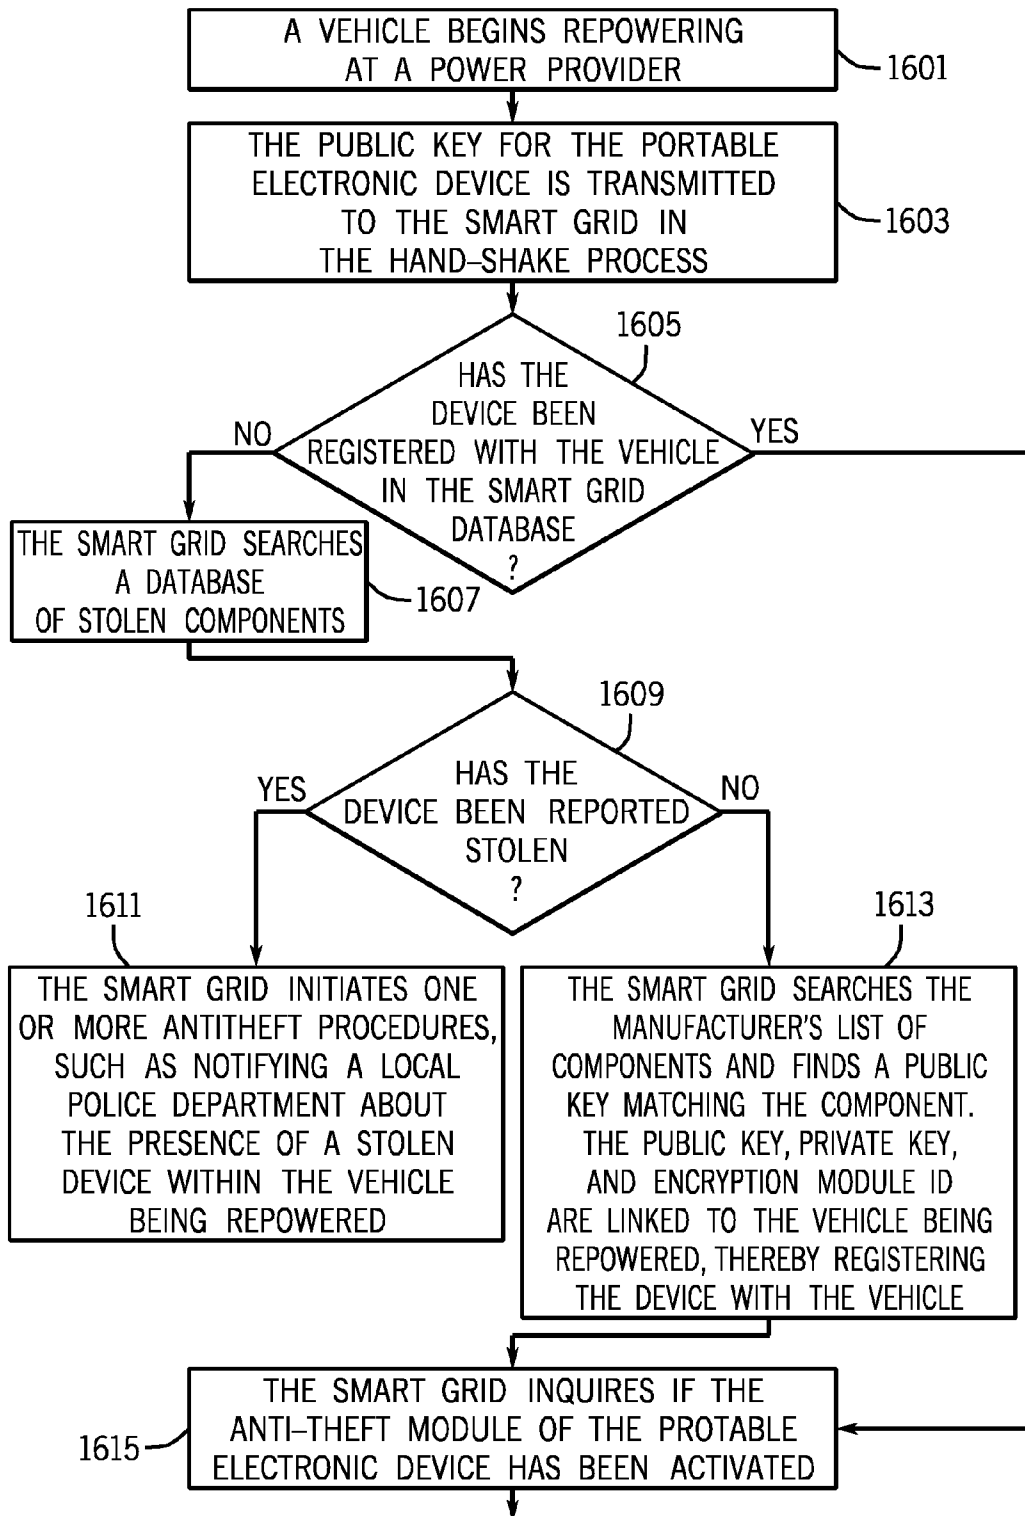 A VEHICLE BEGINS REPOWERING
AT A POWER PROVIDER
1601
THE PUBLIC KEY FOR THE PORTABLE
ELECTRONIC DEVICE IS TRANSMITTED
TO THE SMART GRID IN
THE HAND–SHAKE PROCESS
1603
1605
HAS THE
DEVICE BEEN
REGISTERED WITH THE VEHICLE
IN THE SMART GRID
DATABASE
?
NO
YES
THE SMART GRID SEARCHES
A DATABASE
OF STOLEN COMPONENTS
1607
1609
HAS THE
DEVICE BEEN REPORTED
STOLEN
?
YES
NO
1611
THE SMART GRID INITIATES ONE
OR MORE ANTITHEFT PROCEDURES,
SUCH AS NOTIFYING A LOCAL
POLICE DEPARTMENT ABOUT
THE PRESENCE OF A STOLEN
DEVICE WITHIN THE VEHICLE
BEING REPOWERED
1613
THE SMART GRID SEARCHES THE
MANUFACTURER'S LIST OF
COMPONENTS AND FINDS A PUBLIC
KEY MATCHING THE COMPONENT.
THE PUBLIC KEY, PRIVATE KEY,
AND ENCRYPTION MODULE ID
ARE LINKED TO THE VEHICLE BEING
REPOWERED, THEREBY REGISTERING
THE DEVICE WITH THE VEHICLE
THE SMART GRID INQUIRES IF THE
ANTI–THEFT MODULE OF THE PROTABLE
ELECTRONIC DEVICE HAS BEEN ACTIVATED
1615